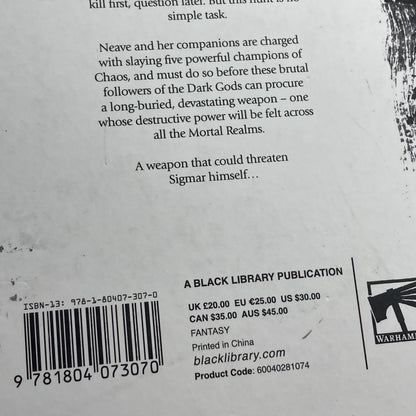 kill first, question later. But this hunt is no
simple task.
Neave and her companions are charged
with slaying five powerful champions of
Chaos, and must do so before these brutal
followers of the Dark Gods can procure
a long-buried, devastating weapon – one
whose destructive power will be felt across
all the Mortal Realms.
A weapon that could threaten
Sigmar himself…
ISBN-13: 978-1-80407-307-0
9 781804 073070
A BLACK LIBRARY PUBLICATION
UK £20.00 EU €25.00 US $30.00
CAN $35.00 AUS $45.00
FANTASY
Printed in China
blacklibrary.com
Product Code: 60040281074